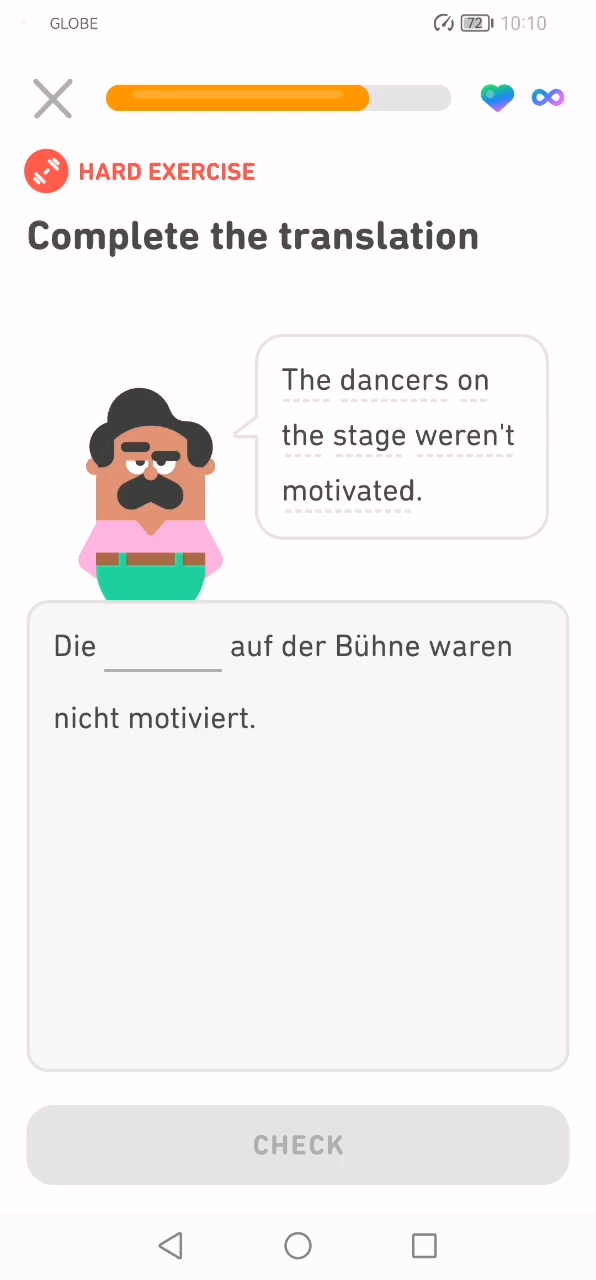 GLOBE
72
10:10
HARD EXERCISE
Complete the translation
The dancers on
the stage weren't
motivated.
Die ________ auf der Bühne waren
nicht motiviert.
CHECK